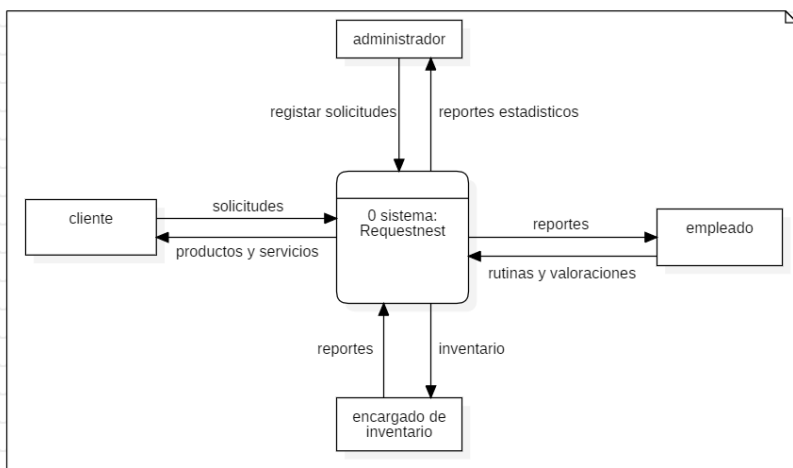 administrador
registar solicitudes
reportes estadisticos
cliente
solicitudes
productos y servicios
0 sistema:
Requestnest
reportes
rutinas y valoraciones
empleado
reportes
inventario
encargado de
inventario